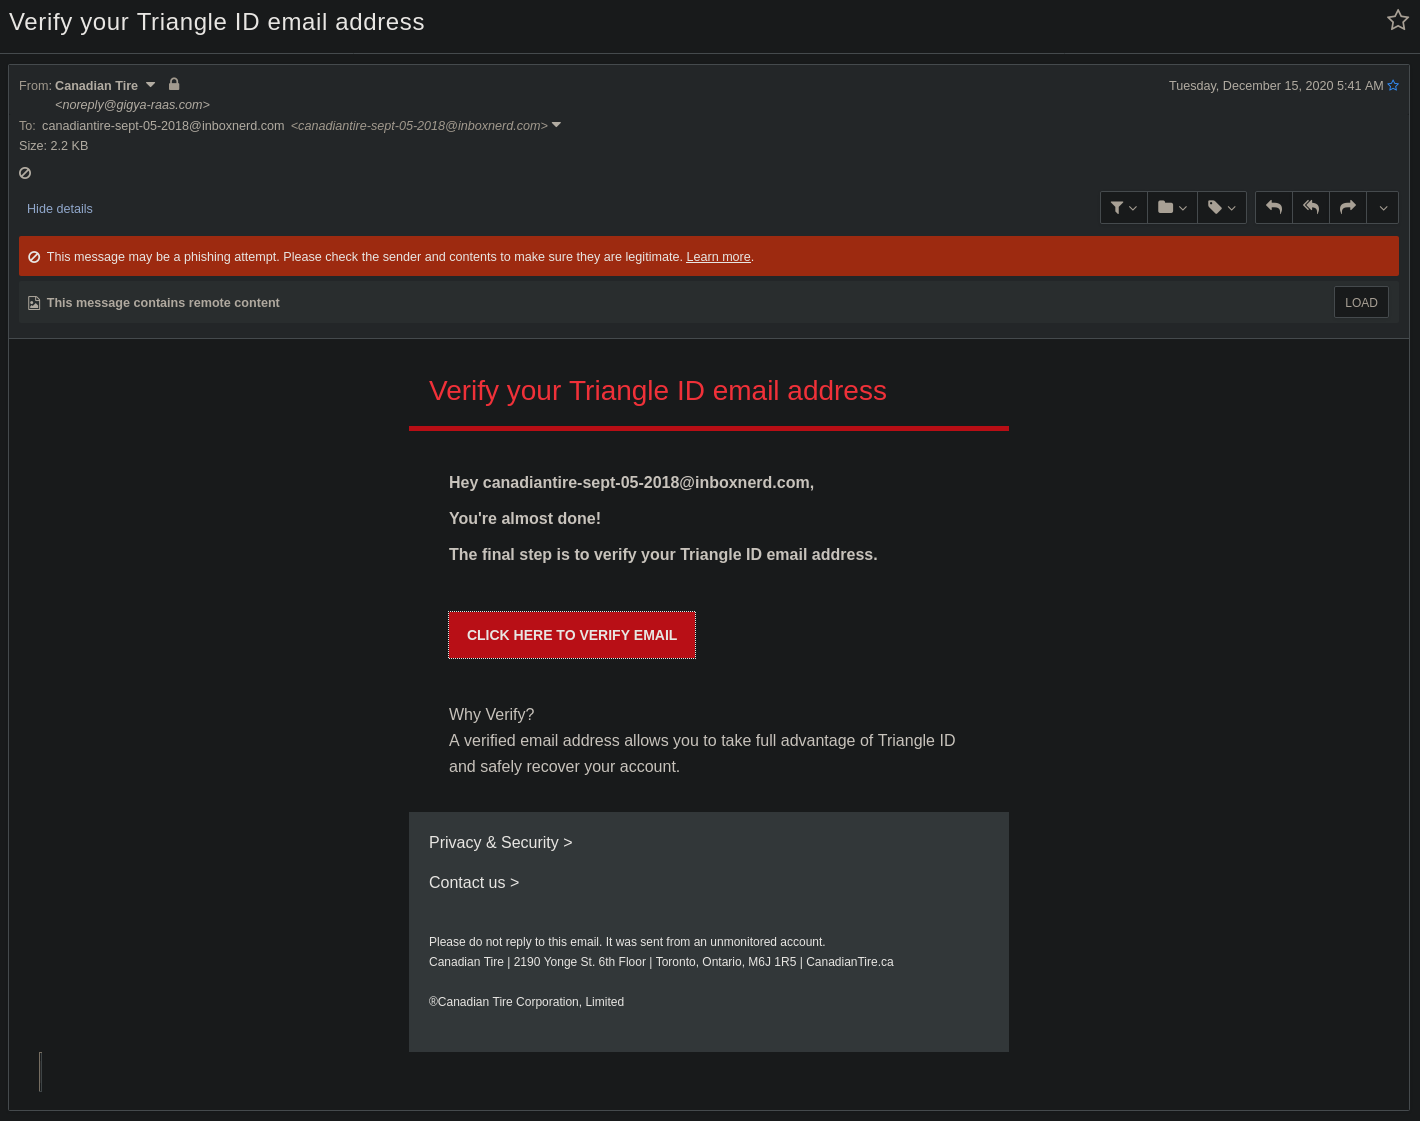 Verify your Triangle ID email address
From: Canadian Tire
Tuesday, December 15, 2020 5:41 AM
<noreply@gigya-raas.com>
To: canadiantire-sept-05-2018@inboxnerd.com <canadiantire-sept-05-2018@inboxnerd.com>
Size: 2.2 KB
Hide details
This message may be a phishing attempt. Please check the sender and contents to make sure they are legitimate. Learn more.
This message contains remote content
LOAD
Verify your Triangle ID email address
Hey canadiantire-sept-05-2018@inboxnerd.com,
You're almost done!
The final step is to verify your Triangle ID email address.
CLICK HERE TO VERIFY EMAIL
Why Verify?
A verified email address allows you to take full advantage of Triangle ID
and safely recover your account.
Privacy & Security >
Contact us >
Please do not reply to this email. It was sent from an unmonitored account.
Canadian Tire | 2190 Yonge St. 6th Floor | Toronto, Ontario, M6J 1R5 | CanadianTire.ca
®Canadian Tire Corporation, Limited